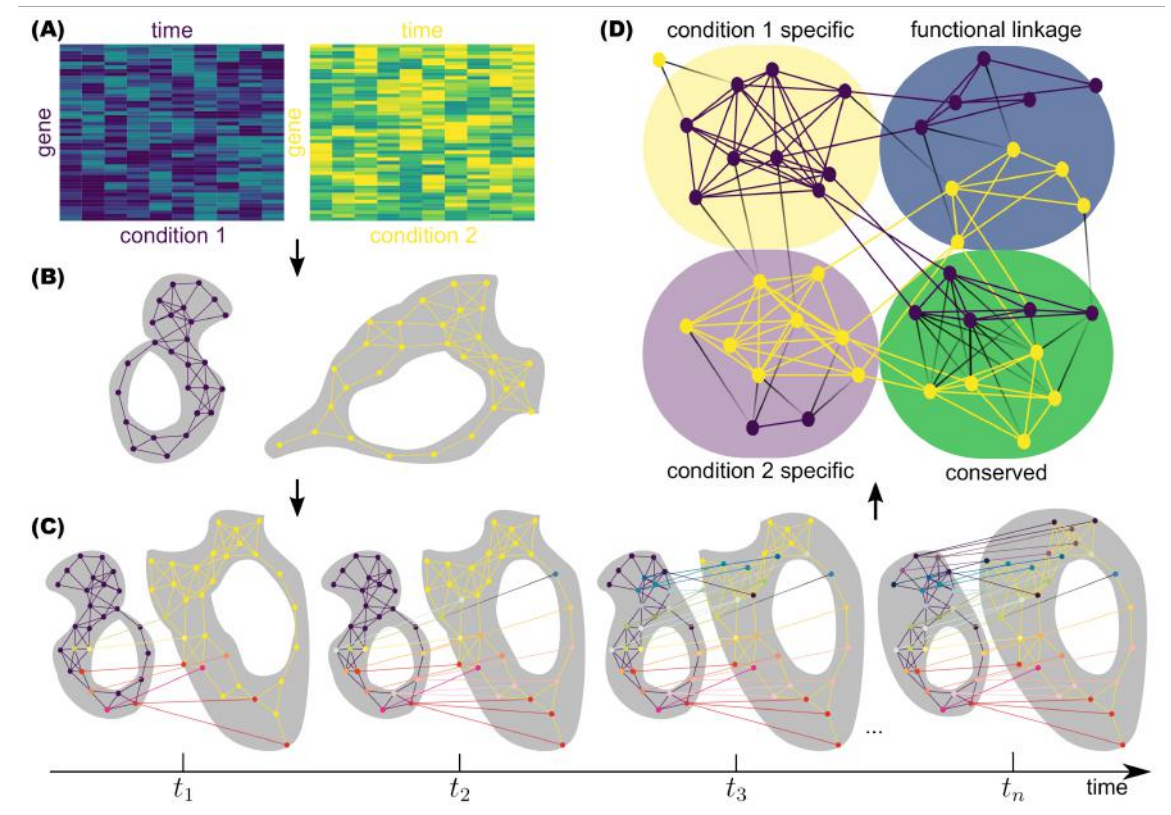 (A)
time
time
gene
gene
condition 1
condition 2
(B)
(C)
t1
t2
t3
...
tn
time
(D)
condition 1 specific
functional linkage
condition 2 specific
conserved